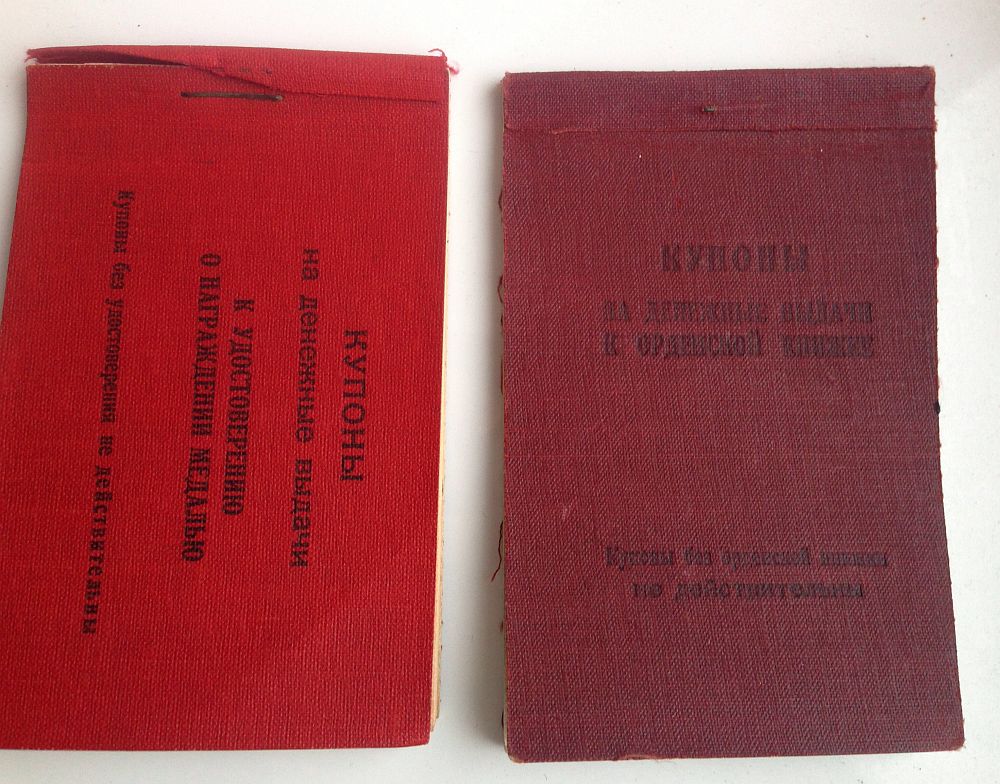 КУПОНЫ
на денежные выдачи
К УДОСТОВЕРЕНИЮ
О НАГРАЖДЕНИИ МЕДАЛЬЮ
Купоны без удостоверения не действительны
КУПОНЫ
НА ДЕНЕЖНЫЕ ВЫДАЧИ
К ОРДЕНСКОЙ КНИЖКЕ
Купоны без орденской книжки
не действительны